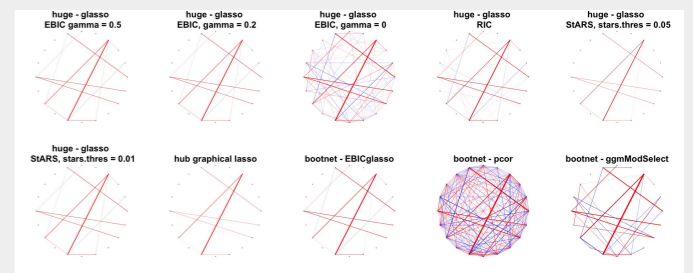 huge - glasso
EBIC gamma = 0.5
huge - glasso
EBIC, gamma = 0.2
huge - glasso
EBIC, gamma = 0
huge - glasso
RIC
huge - glasso
StARS, stars.thres = 0.05
huge - glasso
StARS, stars.thres = 0.01
hub graphical lasso
bootnet - EBICglasso
bootnet - pcor
bootnet - ggmModSelect